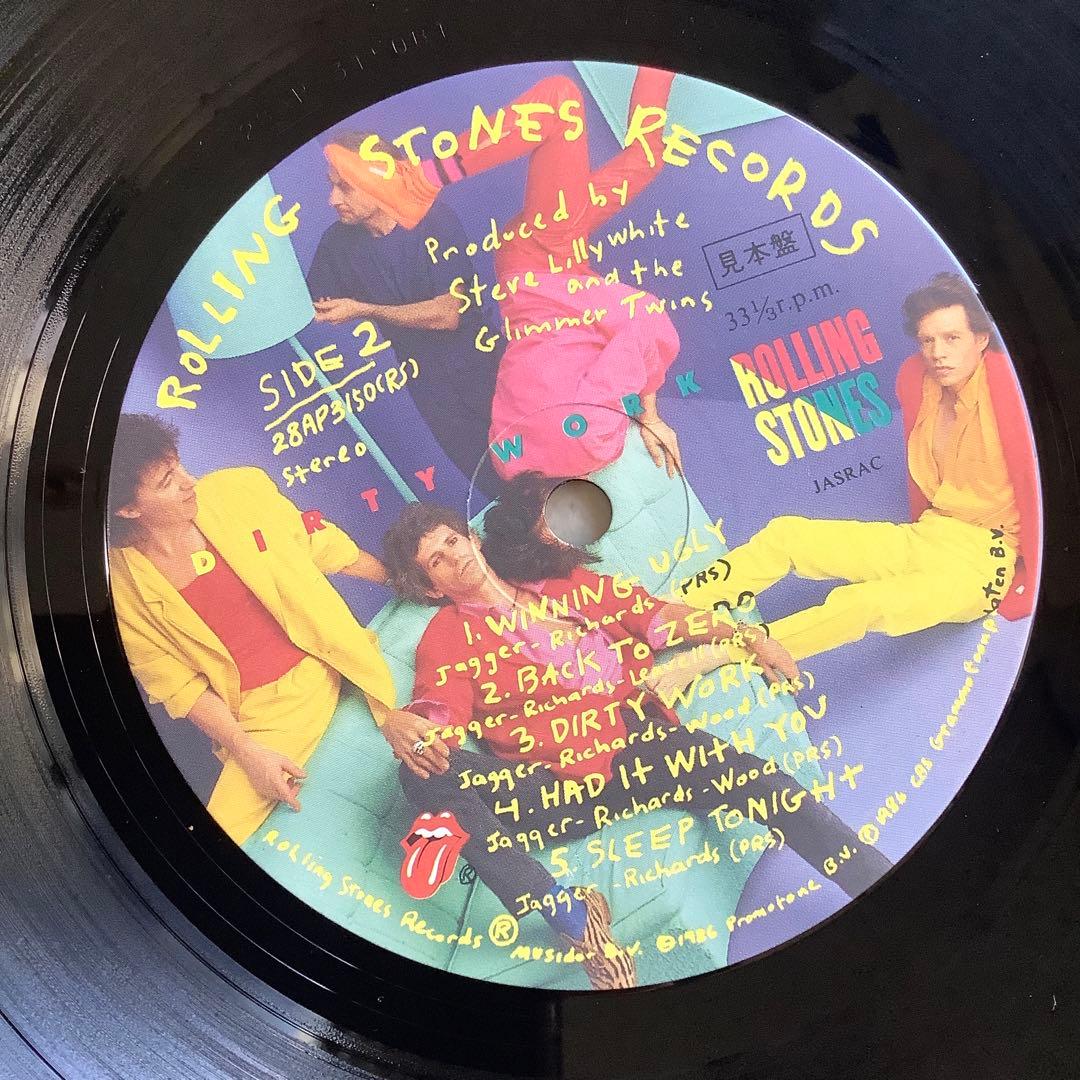 ROLLING STONES RECORDS
Produced by
Steve Lillywhite
and the
Glimmer Twins
見本盤
33⅓r.p.m.
ROLLING
STONES
JASRAC
SIDE 2
28AP3150(RS)
Stereo
DIRTY WORK
1. WINNING UGLY
Jagger-Richards (PRS)
2. BACK TO ZERO
Jagger-Richards-Leavell (PRS)
3. DIRTY WORK
Jagger-Richards-Wood (PRS)
4. HAD IT WITH YOU
Jagger-Richards-Wood (PRS)
5. SLEEP TONIGHT
Jagger-Richards (PRS)
®
Rolling Stones Records ® Musidor B.V. ©1986 Promotone B.V. ℗1986 CBS Grammofoonplaten B.V.